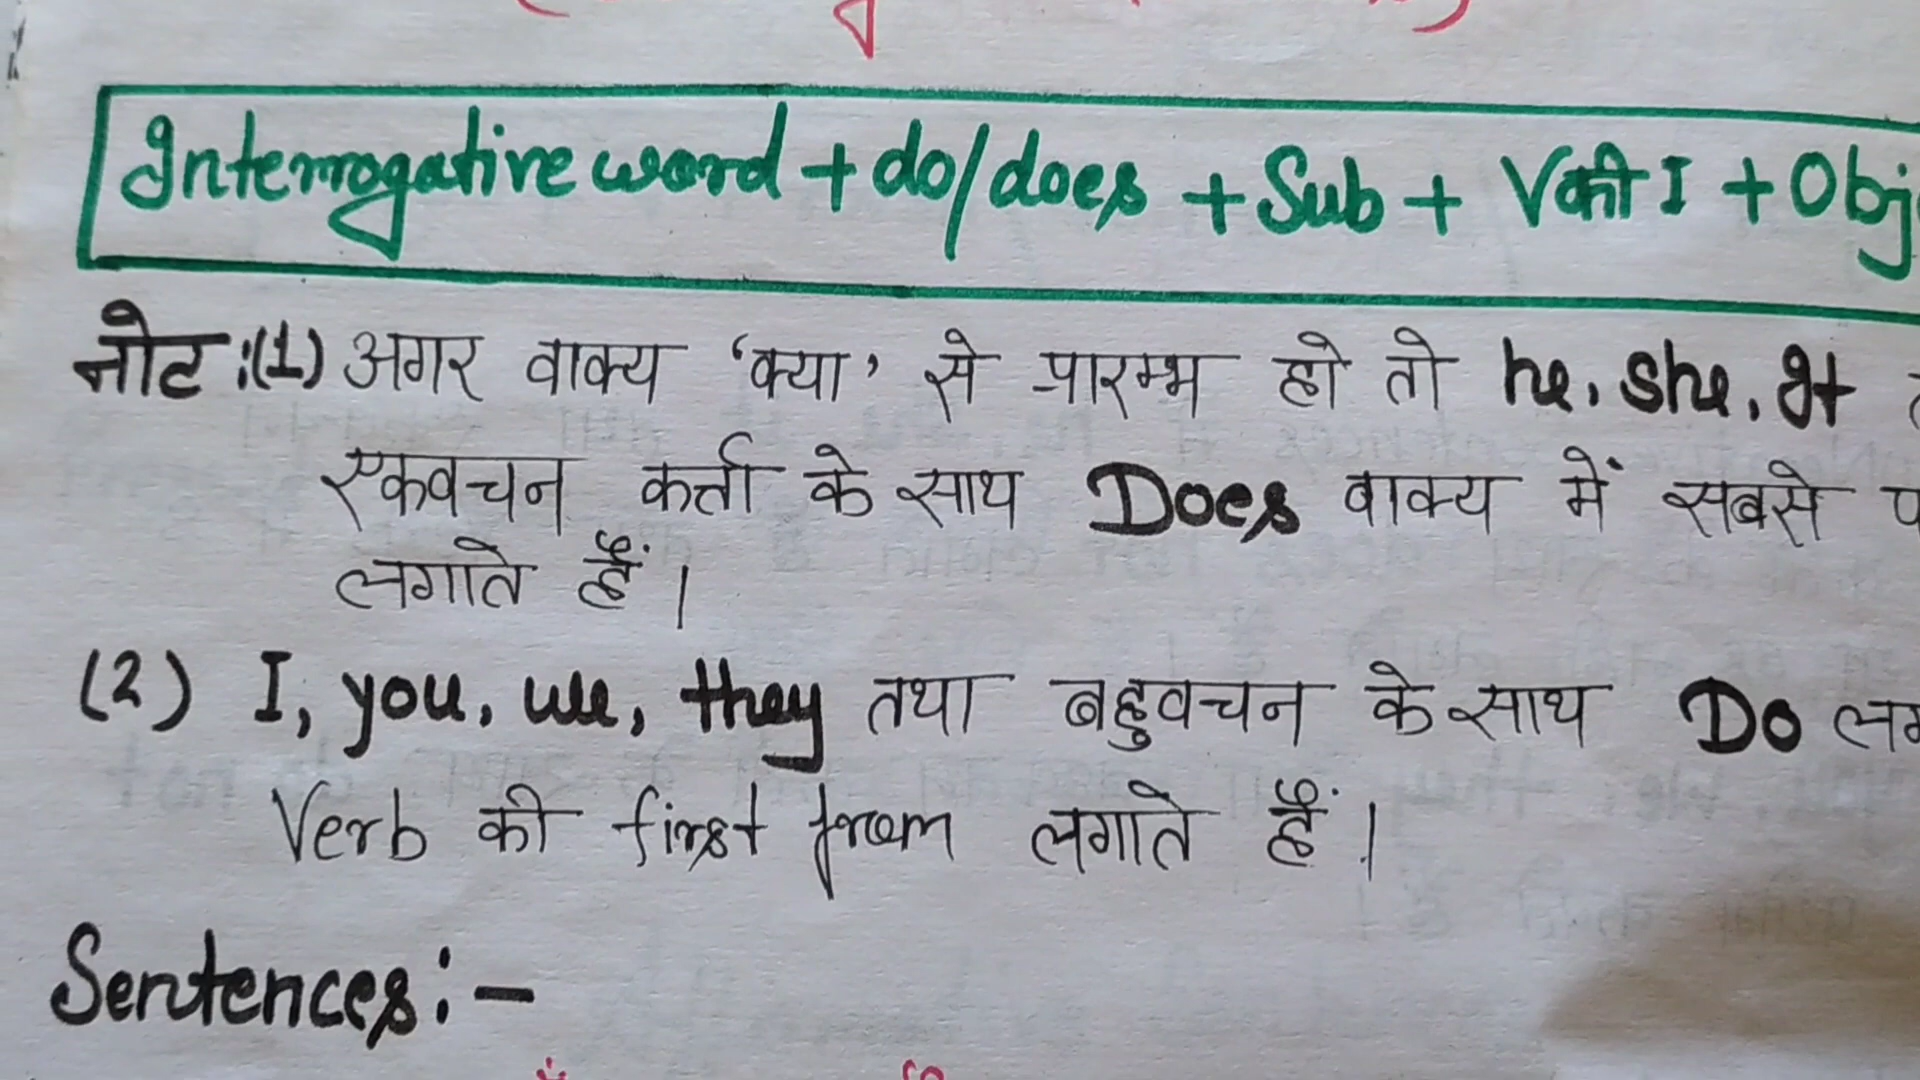 Interrogative word + do/does + Sub + V की I + Obj
नोट :(1) अगर वाक्य 'क्या' से प्रारम्भ हो तो he, she, It
एकवचन कर्ता के साथ Does वाक्य में सबसे
लगाते हैं।
(2) I, you, we, they तथा बहुवचन के साथ Do
Verb की first from लगाते हैं।
Sentences:-